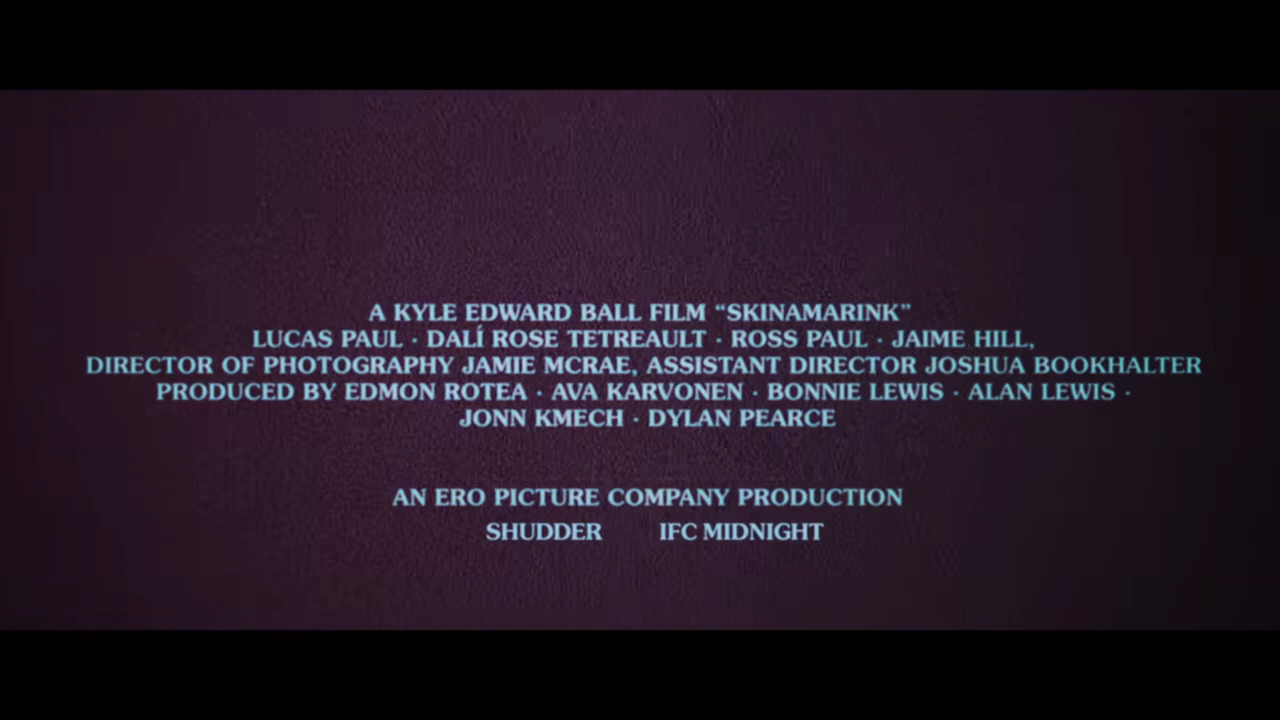 A KYLE EDWARD BALL FILM “SKINAMARINK”
LUCAS PAUL · DALÍ ROSE TETREAULT · ROSS PAUL · JAIME HILL,
DIRECTOR OF PHOTOGRAPHY JAMIE MCRAE, ASSISTANT DIRECTOR JOSHUA BOOKHALTER
PRODUCED BY EDMON ROTEA · AVA KARVONEN · BONNIE LEWIS · ALAN LEWIS ·
JONN KMECH · DYLAN PEARCE
AN ERO PICTURE COMPANY PRODUCTION
SHUDDER IFC MIDNIGHT